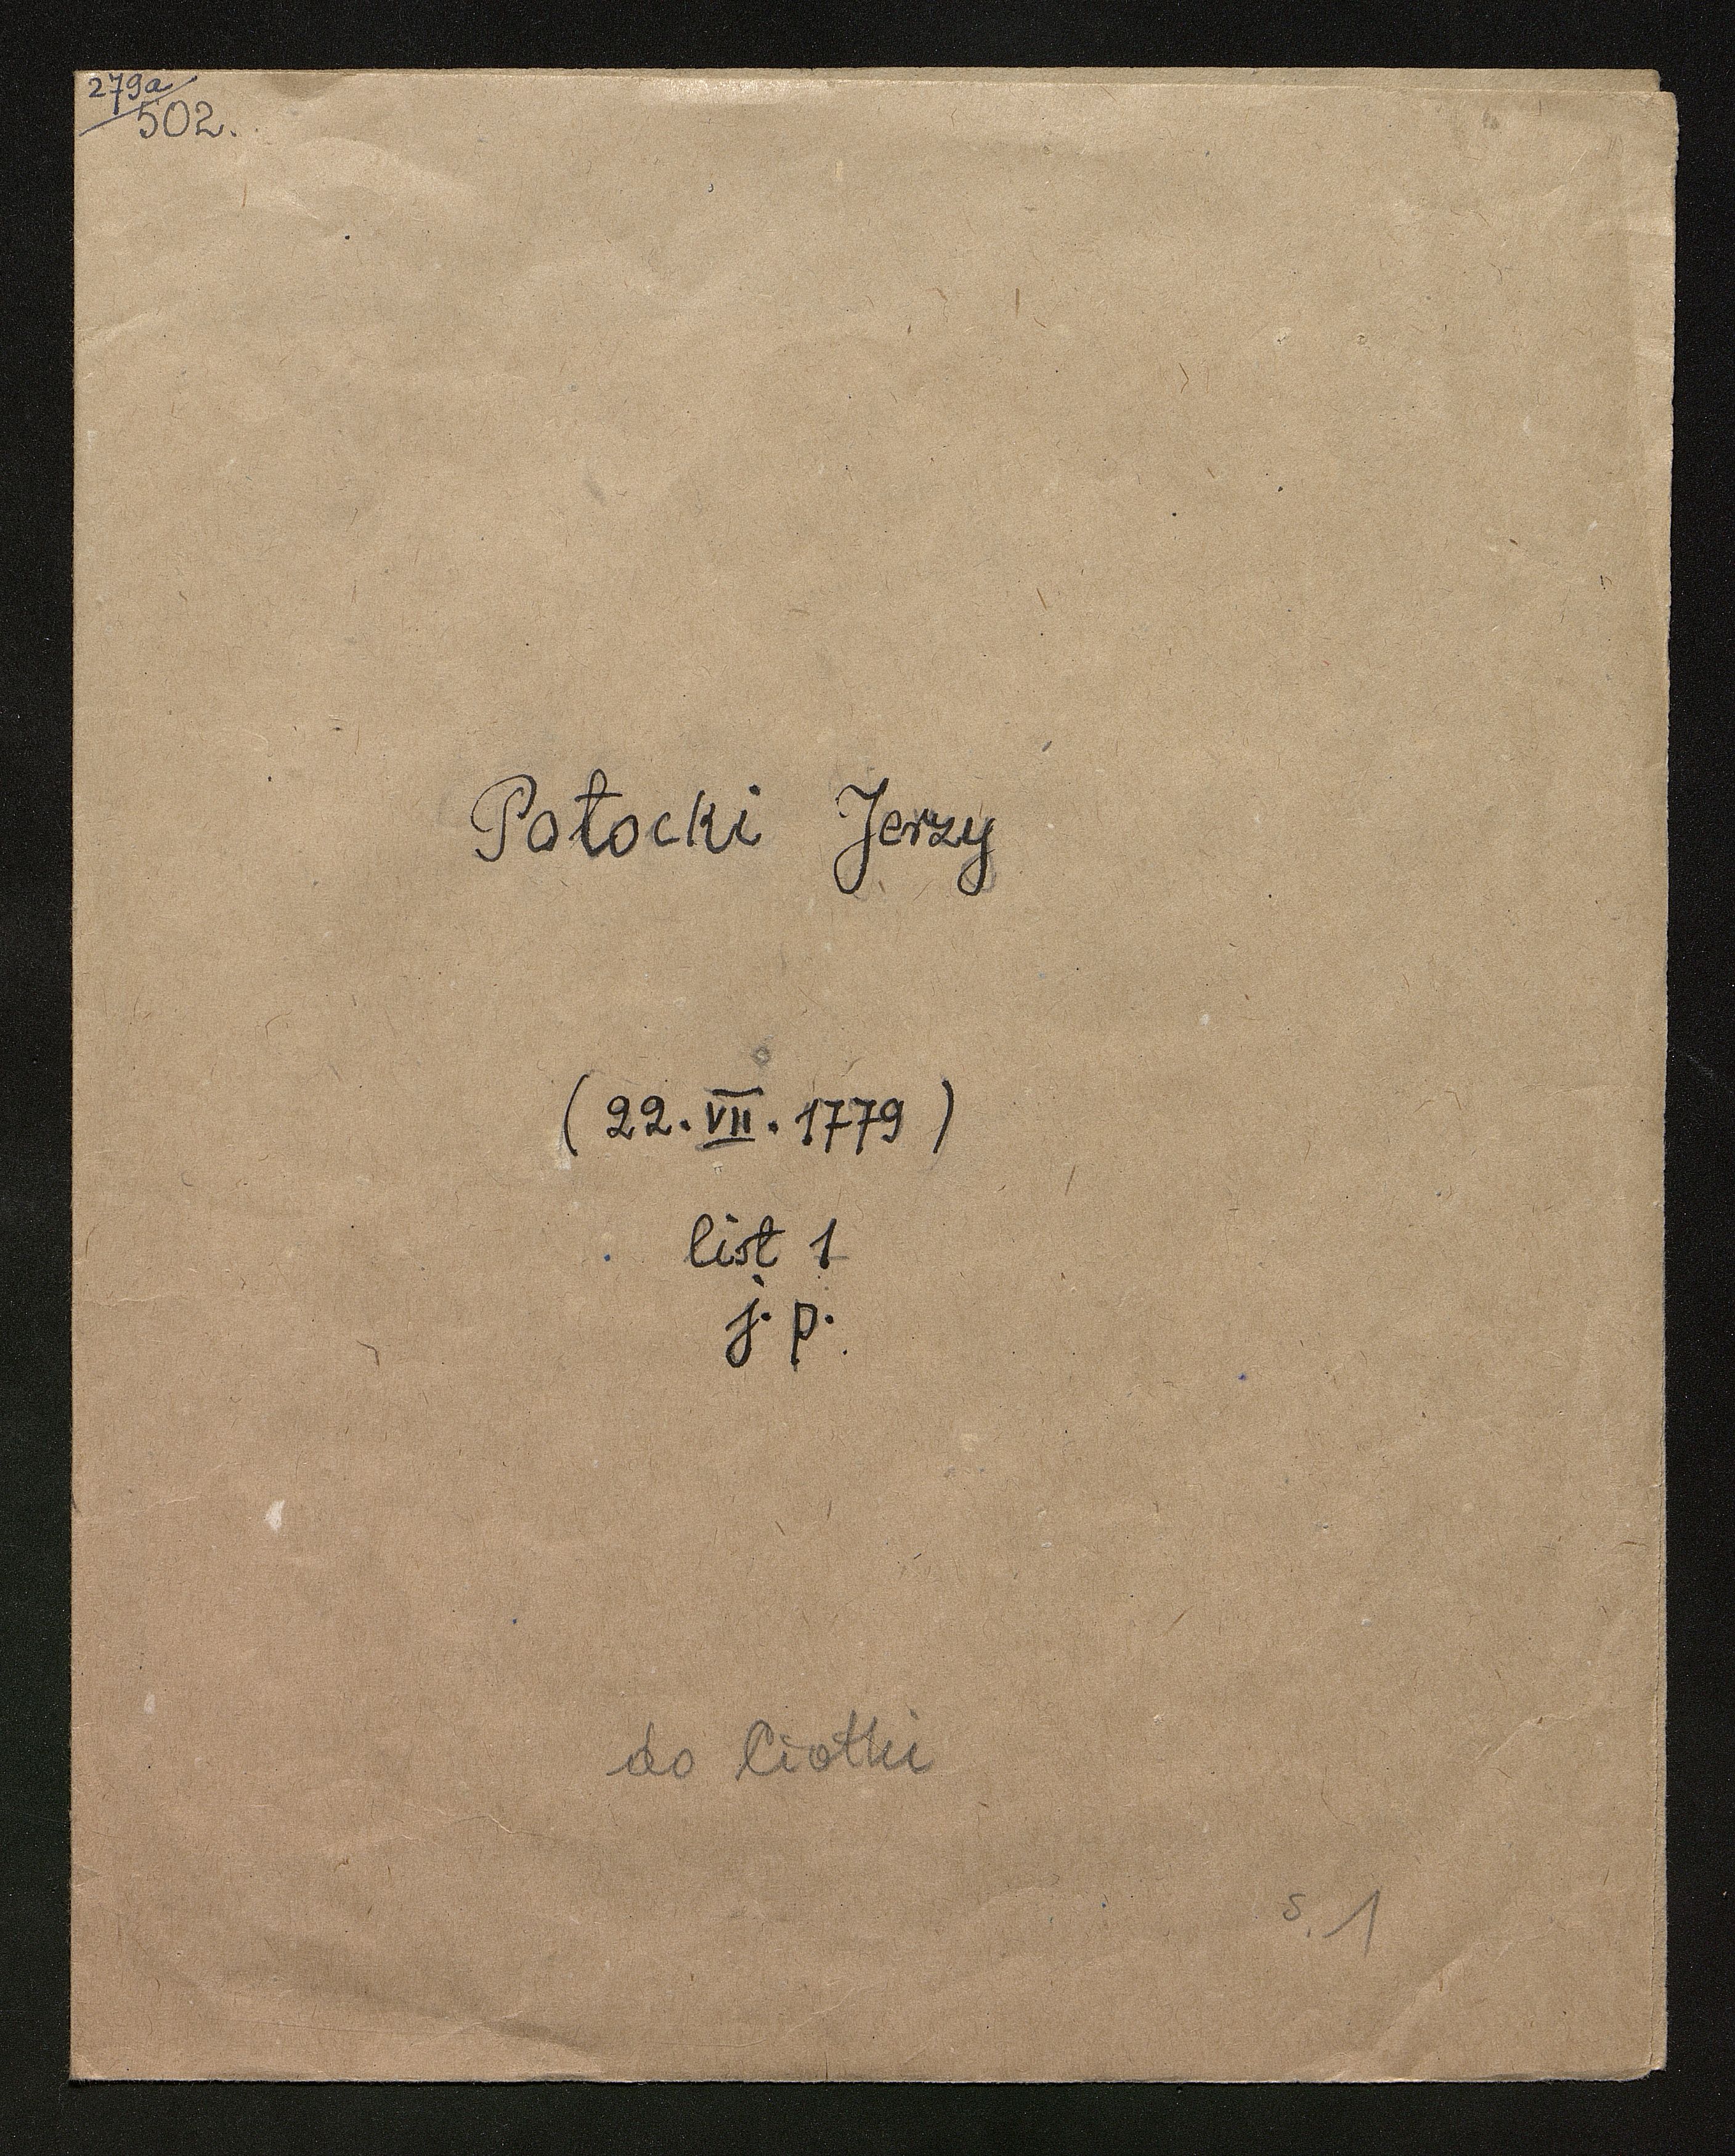 279a
502.
Potocki Jerzy
(22.VII.1779)
list 1
j.p.
do Ciotki
s. 1